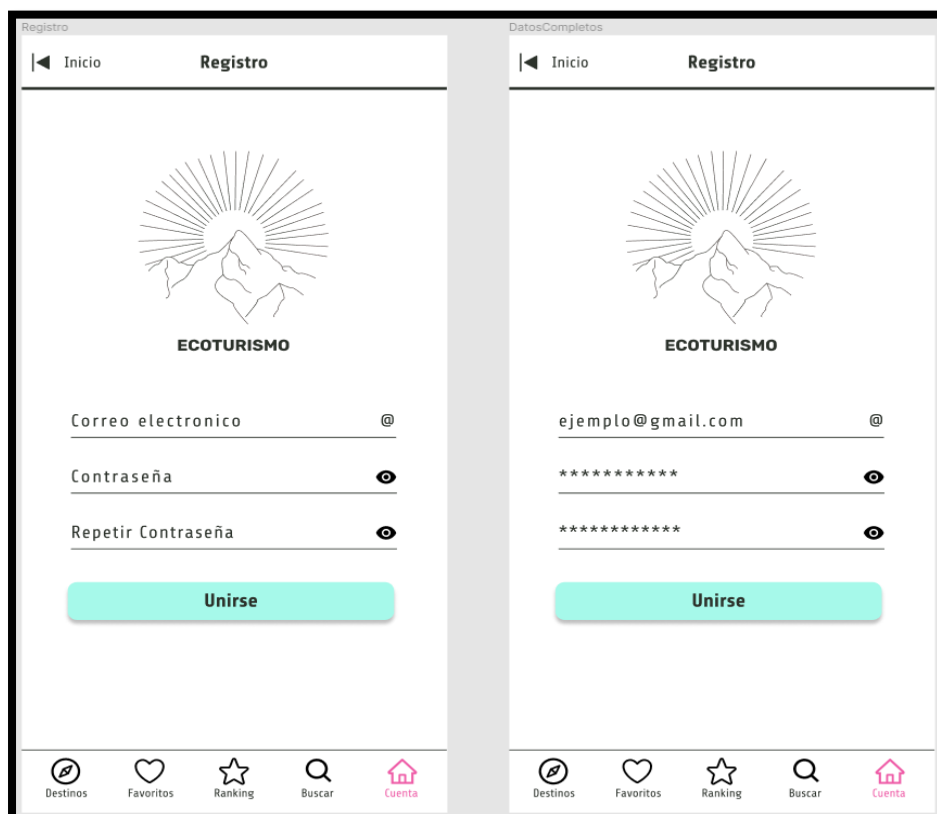 Registro
Inicio
Registro
ECOTURISMO
Correo electronico
@
Contraseña
Repetir Contraseña
Unirse
Destinos
Favoritos
Ranking
Buscar
Cuenta
DatosCompletos
Inicio
Registro
ECOTURISMO
ejemplo@gmail.com
@
***********
************
Unirse
Destinos
Favoritos
Ranking
Buscar
Cuenta